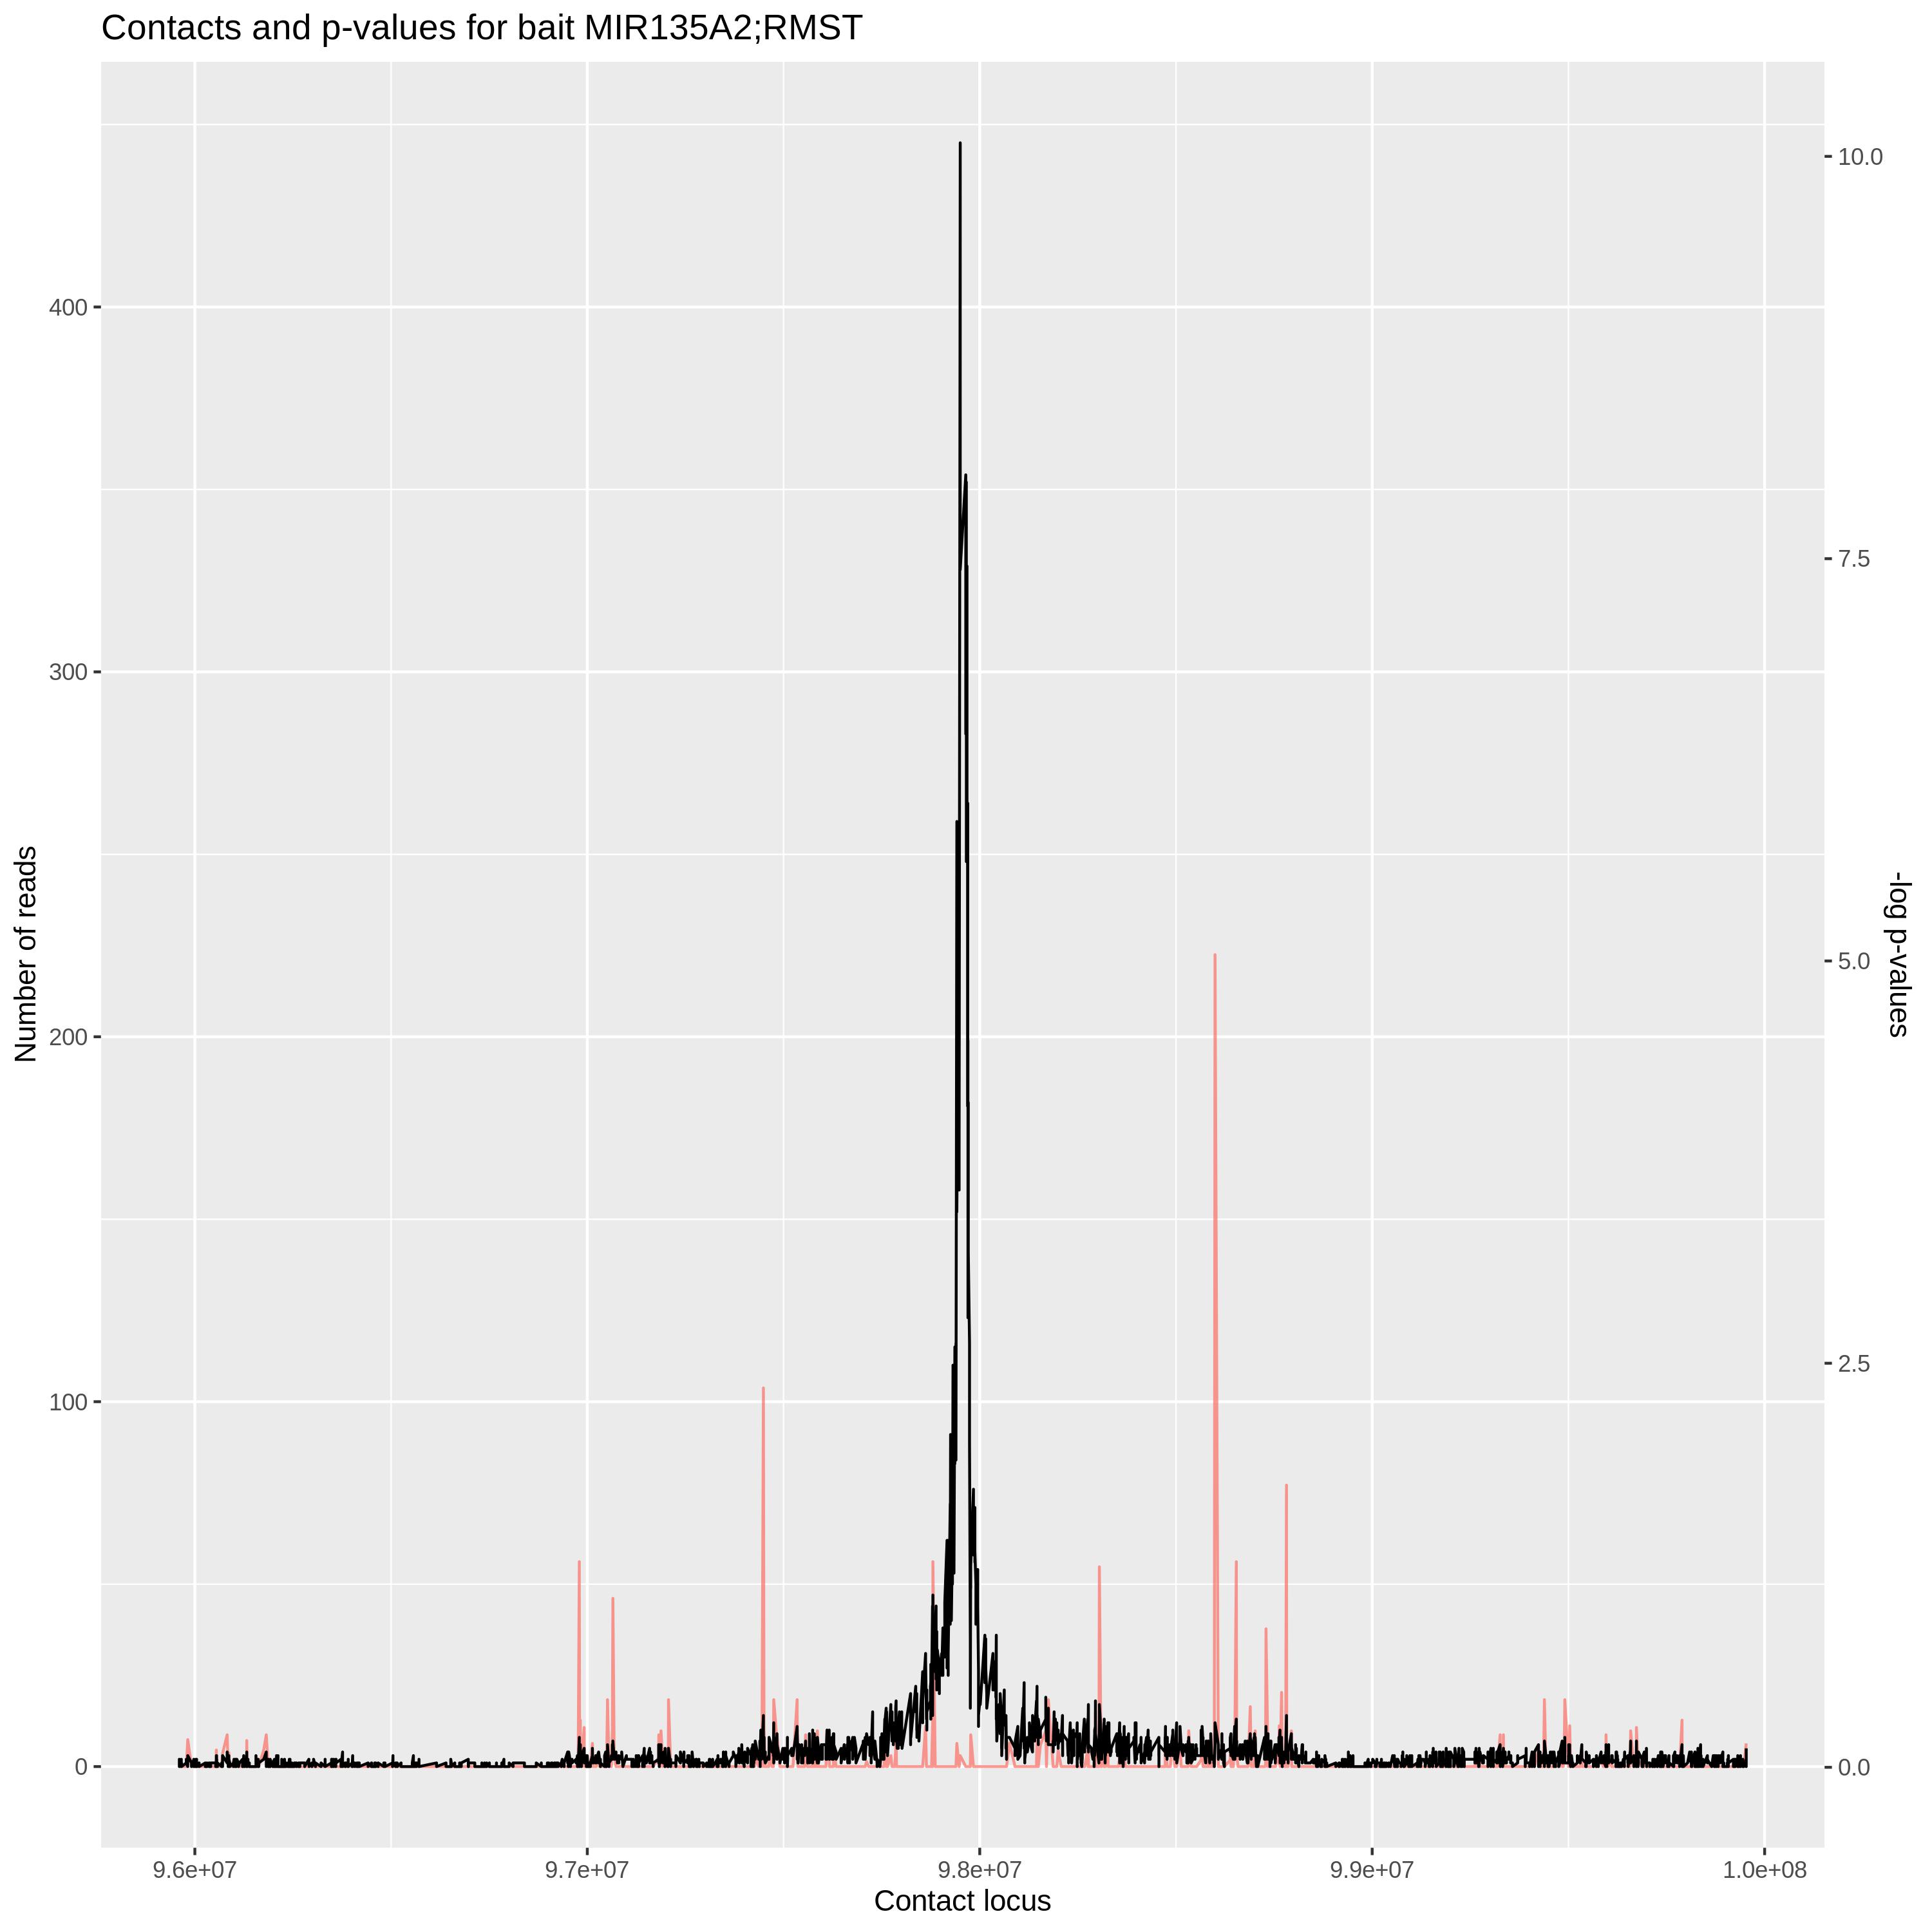 Contacts and p-values for bait MIR135A2;RMST
10.0
400
7.5
300
Number of reads
5.0
-log p-values
200
2.5
100
0
0.0
9.6e+07
9.7e+07
9.8e+07
9.9e+07
1.0e+08
Contact locus